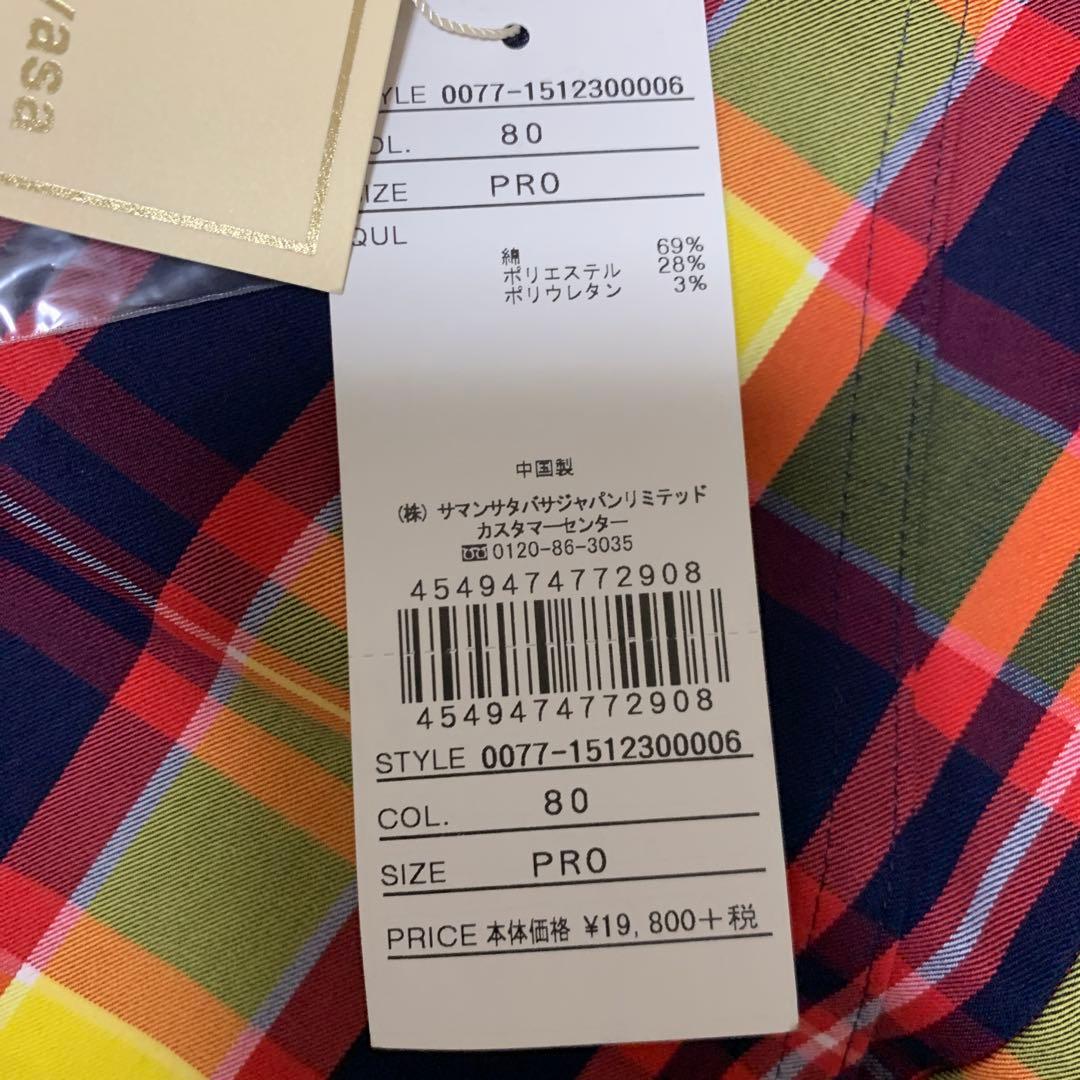 vasa
YLE 0077-1512300006
OL. 80
IZE PRO
QUL
綿 69%
ポリエステル 28%
ポリウレタン 3%
中国製
(株) サマンサタバサジャパンリミテッド
カスタマーセンター
0120-86-3035
4549474772908
4549474772908
STYLE 0077-1512300006
COL. 80
SIZE PRO
PRICE 本体価格 ¥19,800+税